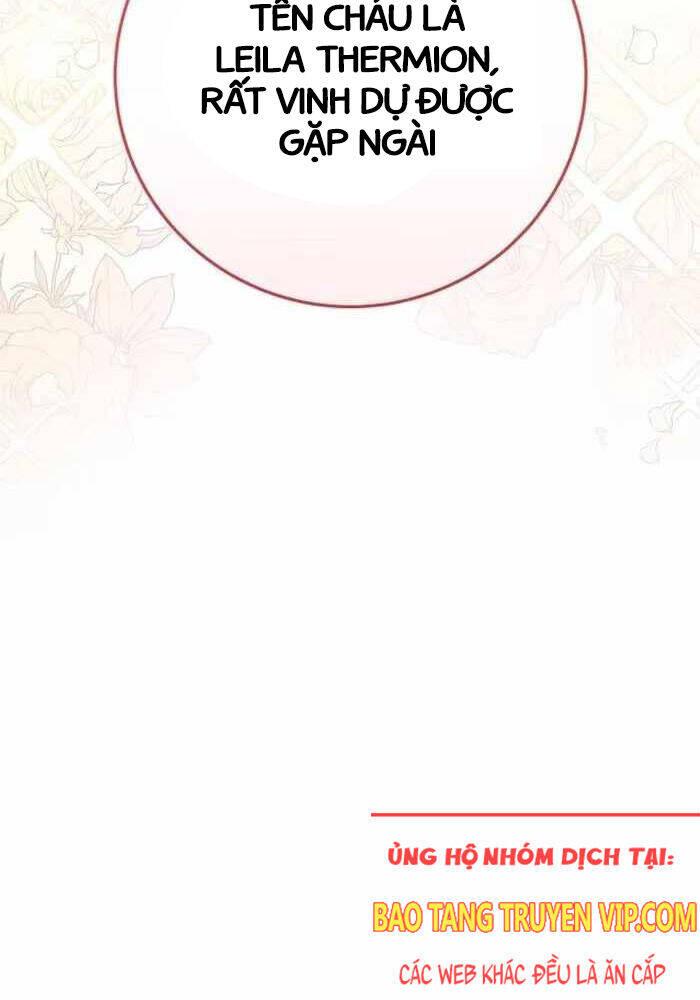 TÊN CHÁU LÀ
LEILA THERMION,
RẤT VINH DỰ ĐƯỢC
GẶP NGÀI
ỦNG HỘ NHÓM DỊCH TẠI:
BAO TANG TRUYEN VIP.COM
CÁC WEB KHÁC ĐỀU LÀ ĂN CẮP